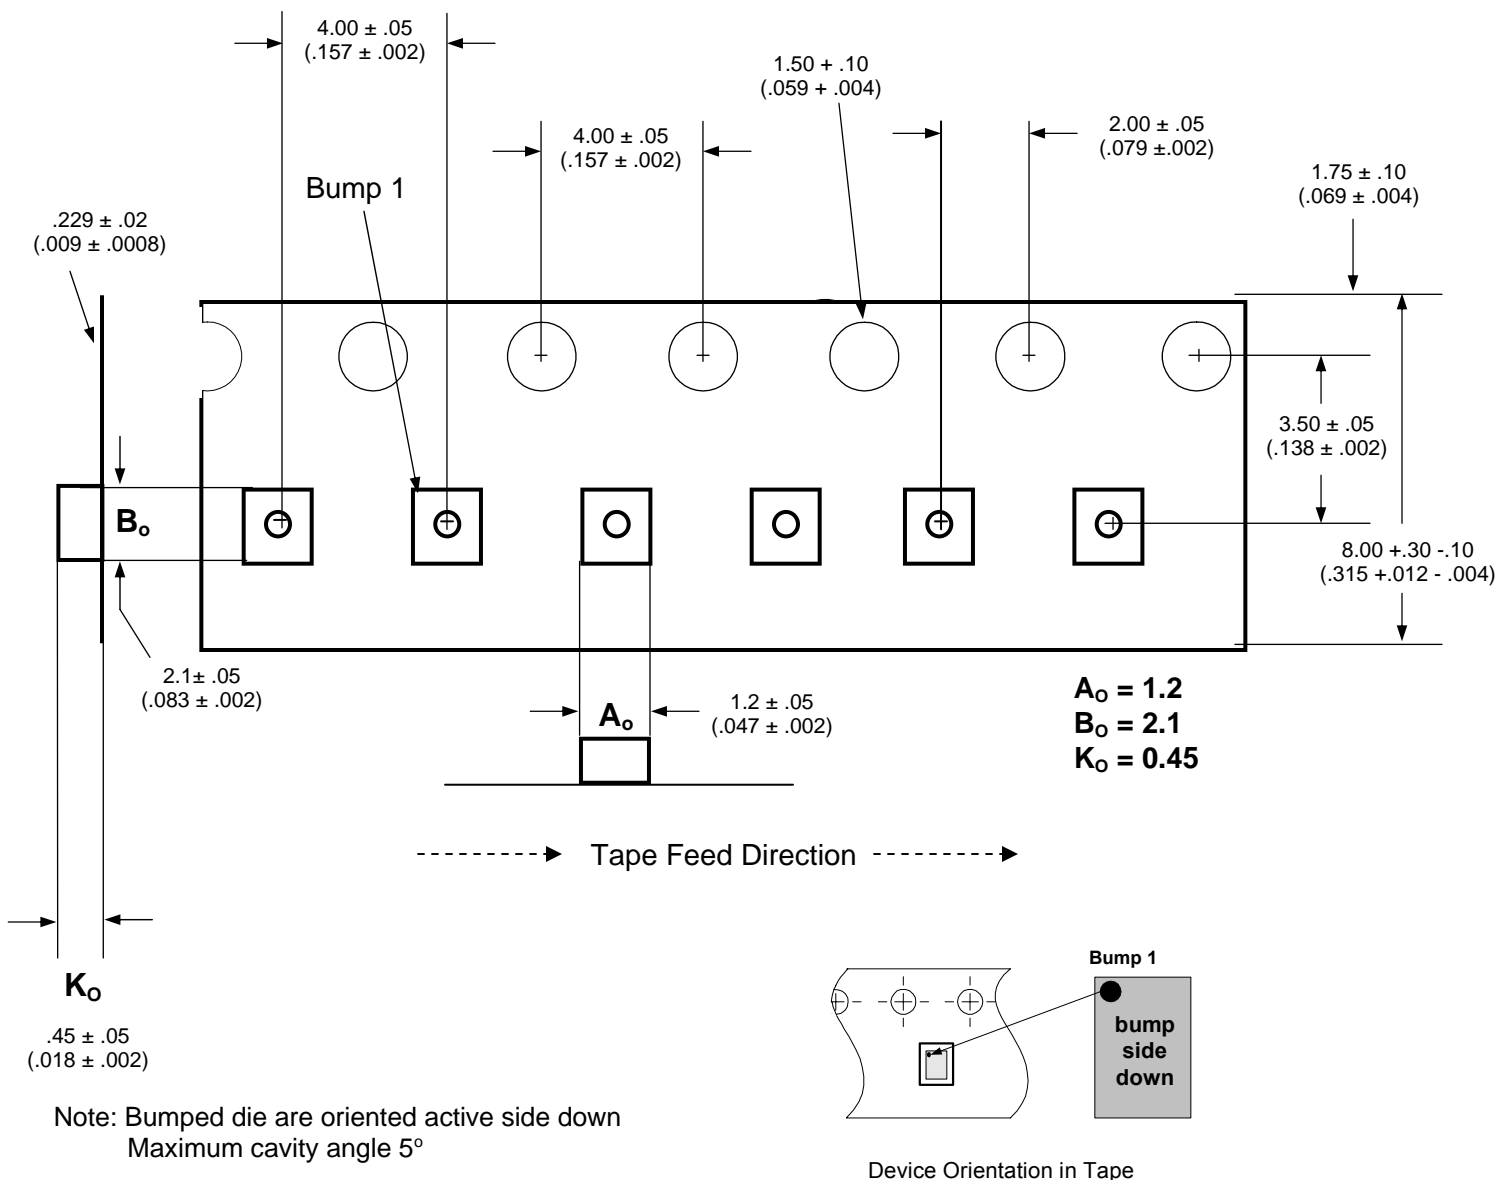 4.00 ± .05
(.157 ± .002)
1.50 + .10
(.059 + .004)
4.00 ± .05
(.157 ± .002)
2.00 ± .05
(.079 ±.002)
1.75 ± .10
(.069 ± .004)
Bump 1
.229 ± .02
(.009 ± .0008)
3.50 ± .05
(.138 ± .002)
Bo
8.00 +.30 -.10
(.315 +.012 - .004)
2.1± .05
(.083 ± .002)
Ao
1.2 ± .05
(.047 ± .002)
AO = 1.2
BO = 2.1
KO = 0.45
Tape Feed Direction
KO
.45 ± .05
(.018 ± .002)
Bump 1
bump
side
down
Note: Bumped die are oriented active side down
Maximum cavity angle 5º
Device Orientation in Tape